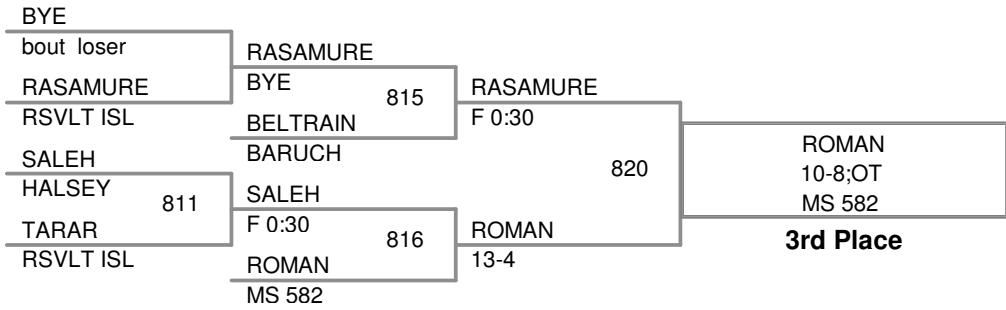 BYE
bout loser
RASAMURE
RSVLT ISL
SALEH
HALSEY
811
TARAR
RSVLT ISL
RASAMURE
BYE
815
BELTRAIN
BARUCH
SALEH
F 0:30
816
ROMAN
MS 582
RASAMURE
F 0:30
820
ROMAN
13-4
ROMAN
10-8;OT
MS 582
3rd Place